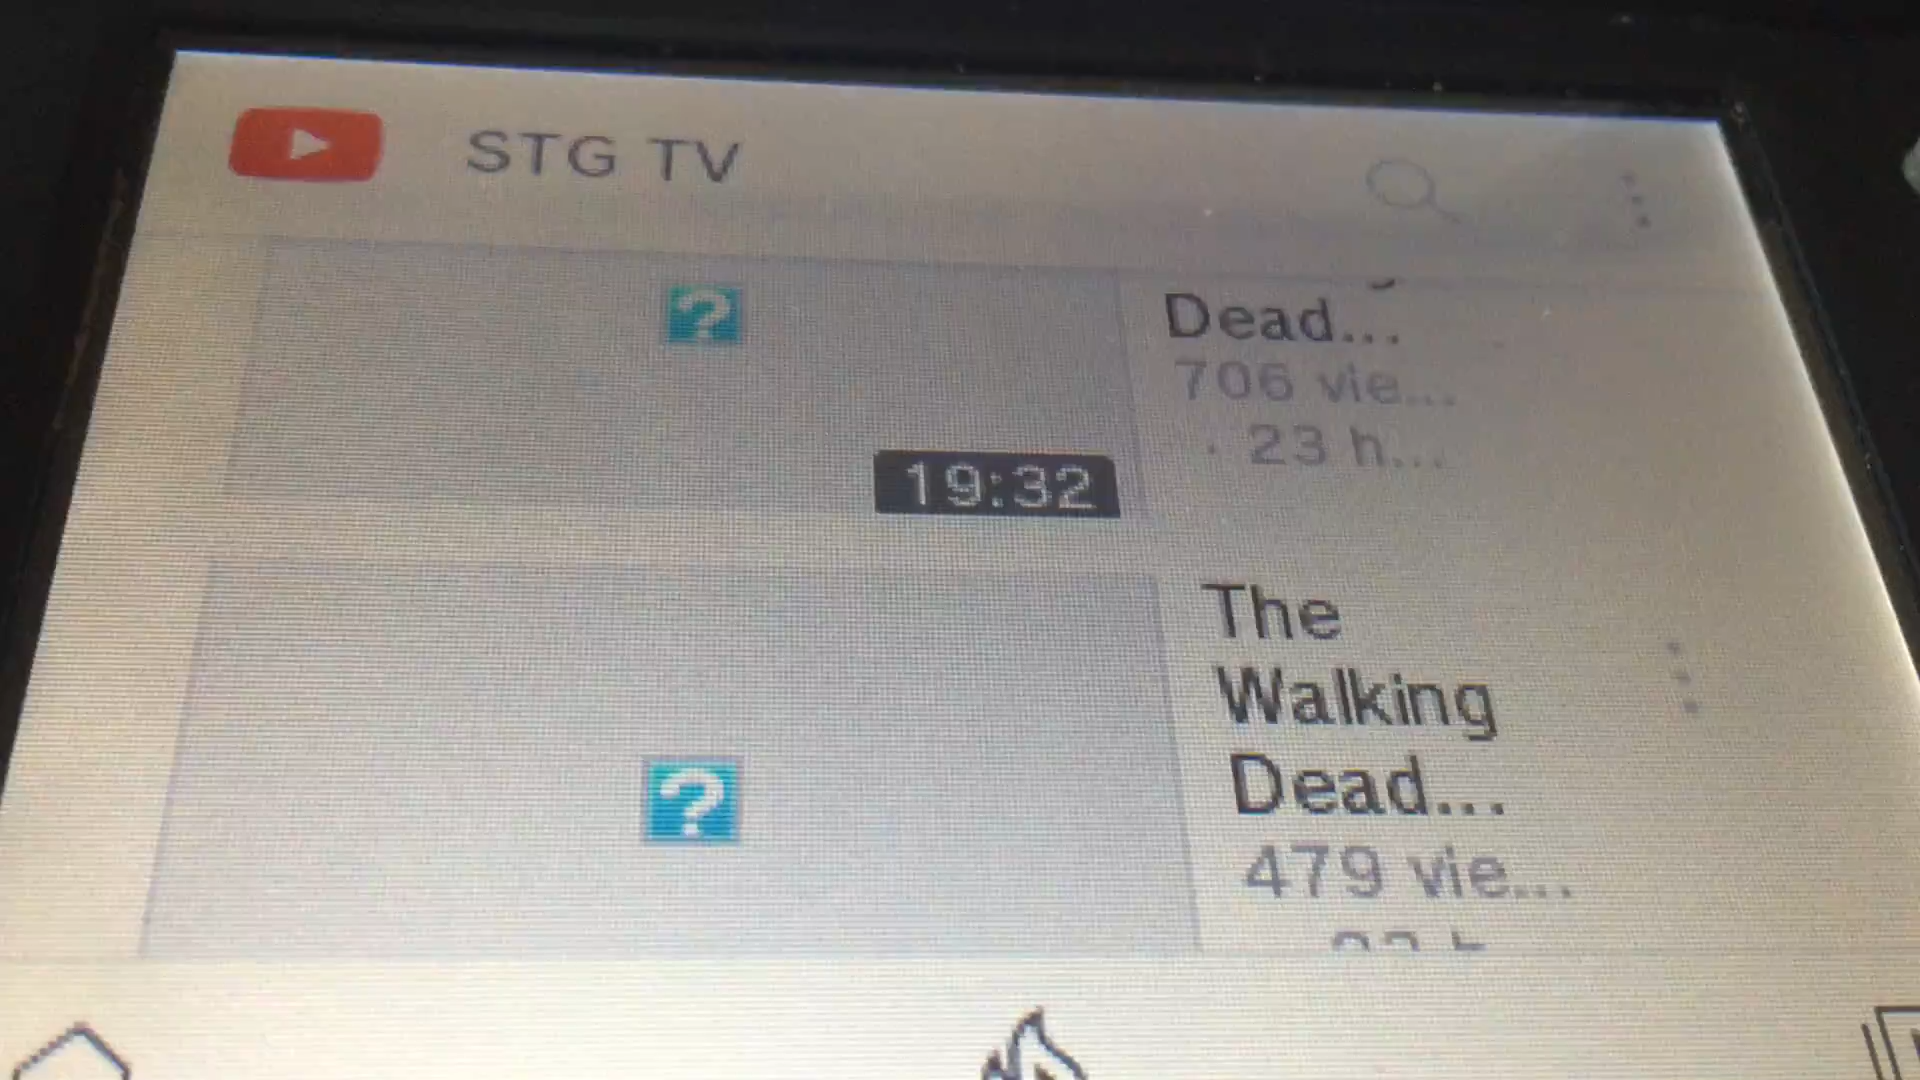 STG TV
Dead...
706 vie...
· 23 h...
19:32
The
Walking
Dead...
479 vie...